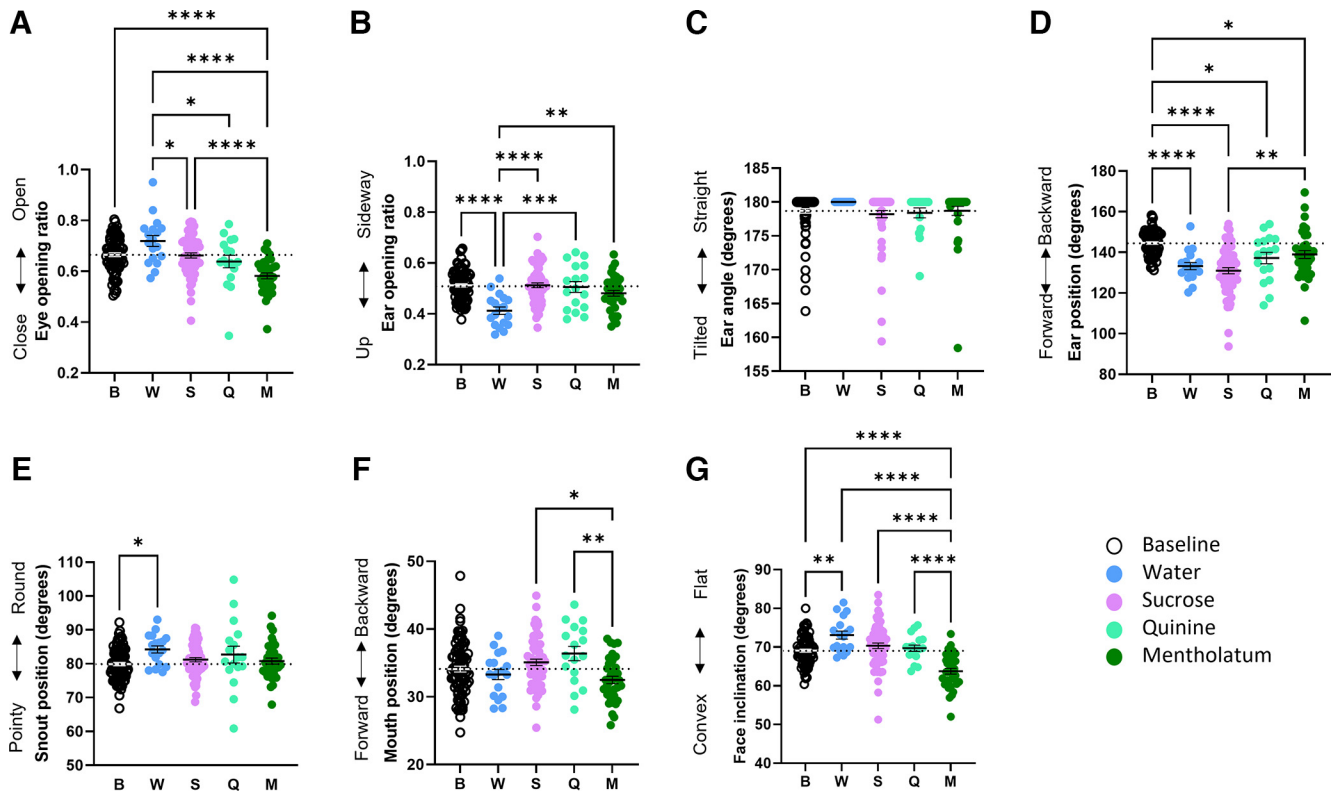 A
****
****
*
*
****
Close ↔ Open
Eye opening ratio
1.0
0.8
0.6
0.4
0.2
B W S Q M
B
**
****
****
***
Up ↔ Sideway
Ear opening ratio
1.0
0.8
0.6
0.4
0.2
B W S Q M
C
Tilted ↔ Straight
Ear angle (degrees)
185
180
175
170
165
160
155
B W S Q M
D
*
*
****
****
**
Forward ↔ Backward
Ear position (degrees)
180
160
140
120
100
80
B W S Q M
E
*
Pointy ↔ Round
Snout position (degrees)
110
100
90
80
70
60
50
B W S Q M
F
*
**
Forward ↔ Backward
Mouth position (degrees)
50
40
30
20
B W S Q M
G
****
****
****
**
****
Convex ↔ Flat
Face inclination (degrees)
90
80
70
60
50
40
B W S Q M
Baseline
Water
Sucrose
Quinine
Mentholatum